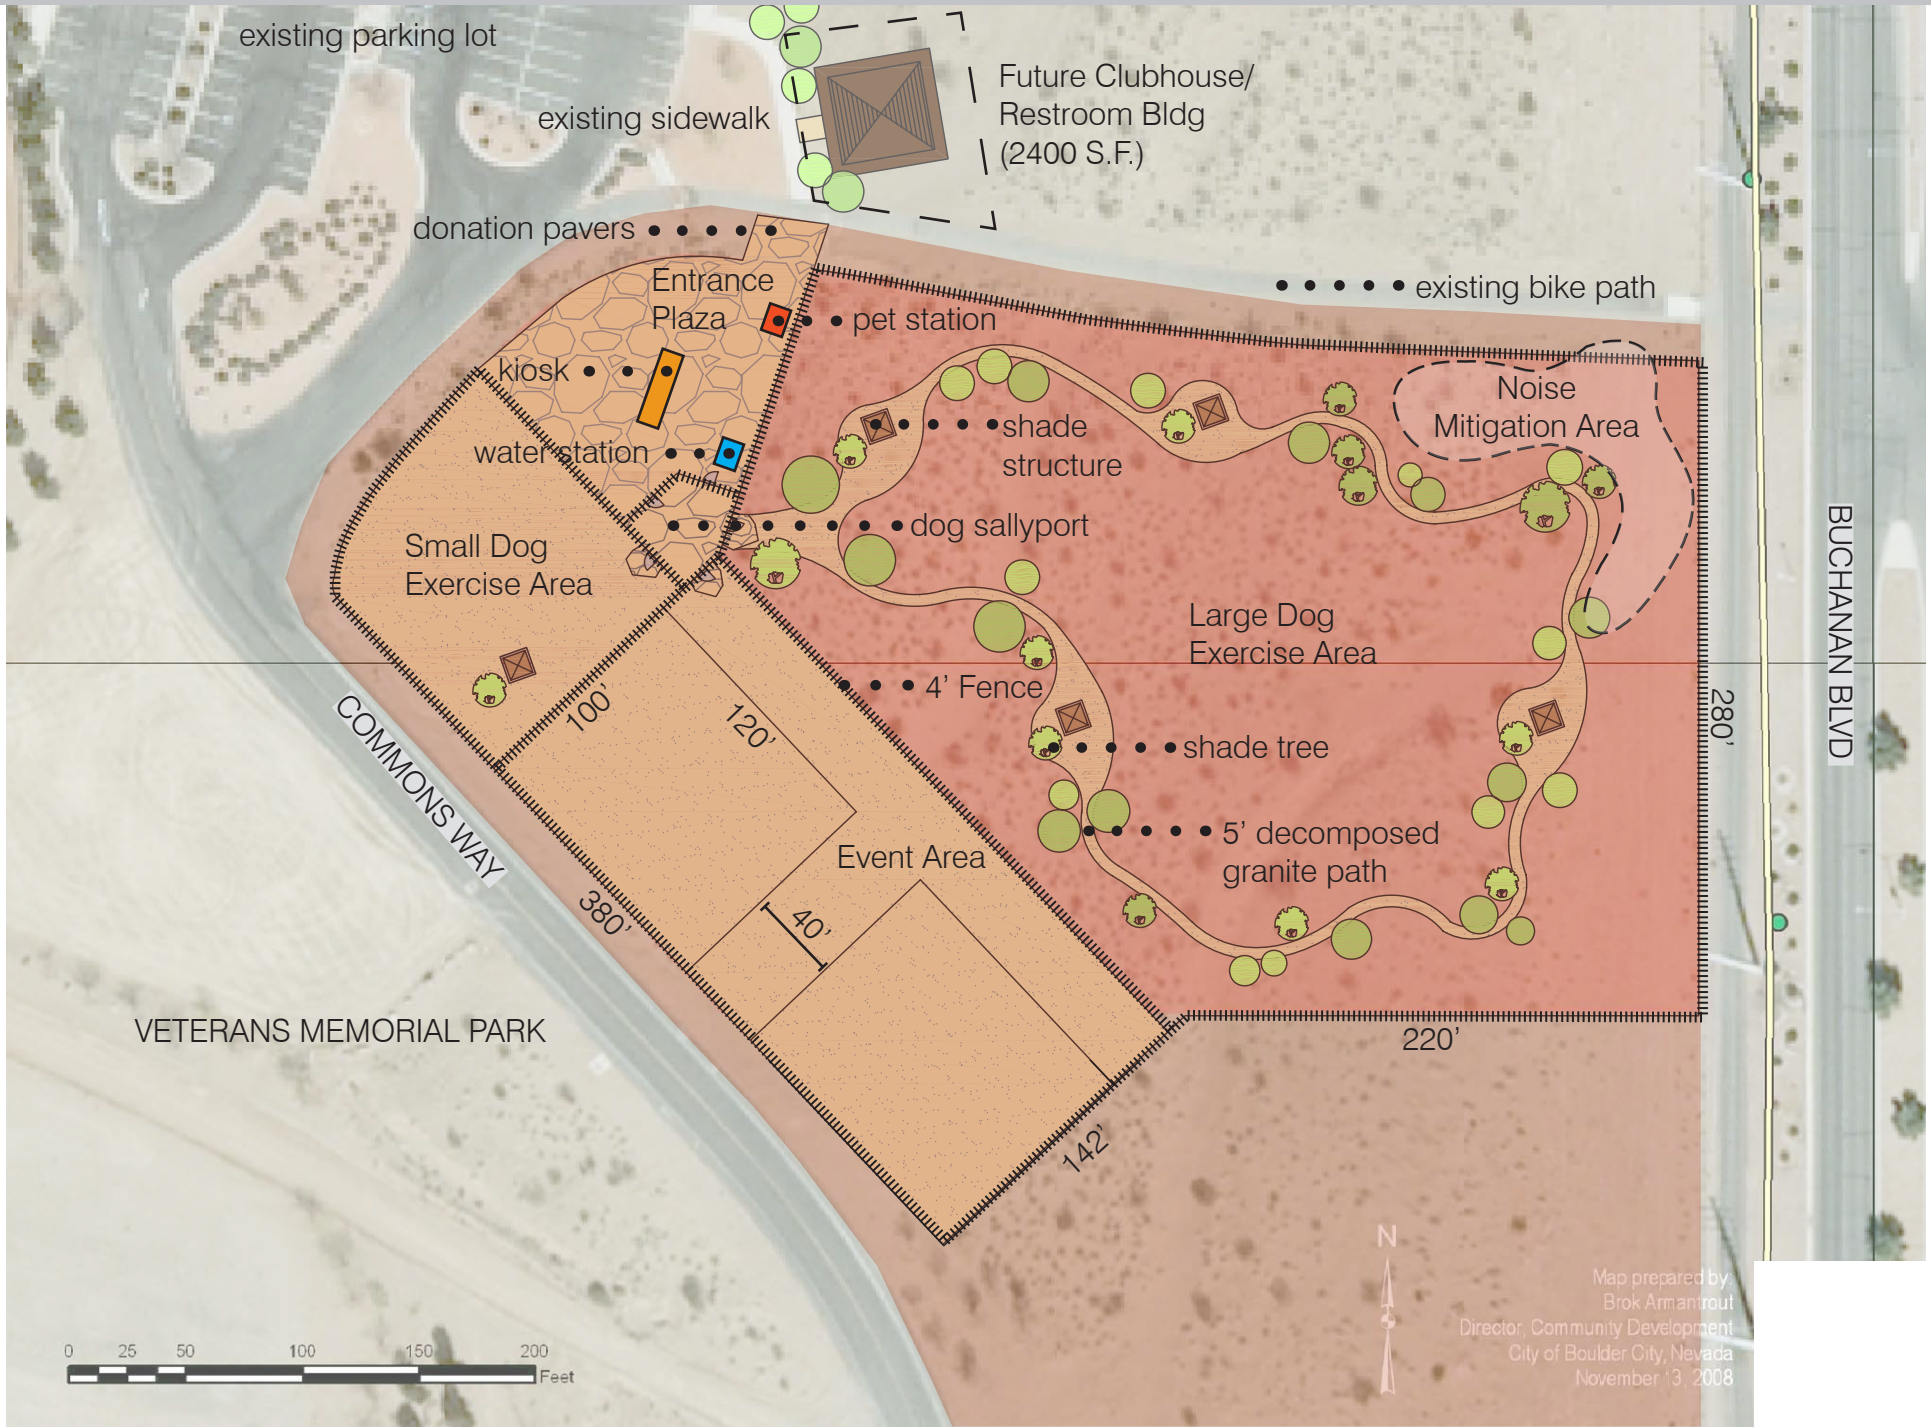 existing parking lot
Future Clubhouse/
Restroom Bldg
(2400 S.F.)
existing sidewalk
donation pavers
Entrance
Plaza
existing bike path
pet station
kiosk
Noise
Mitigation Area
shade
structure
water station
dog sallyport
Small Dog
Exercise Area
BUCHANAN BLVD
Large Dog
Exercise Area
4’ Fence
100’
120’
280’
COMMONS WAY
shade tree
5’ decomposed
granite path
Event Area
380’
40’
VETERANS MEMORIAL PARK
220’
142’
N
Map prepared by:
Brok Armantrout
Director, Community Development
City of Boulder City, Nevada
November 13, 2008
0 25 50 100 150 200
Feet